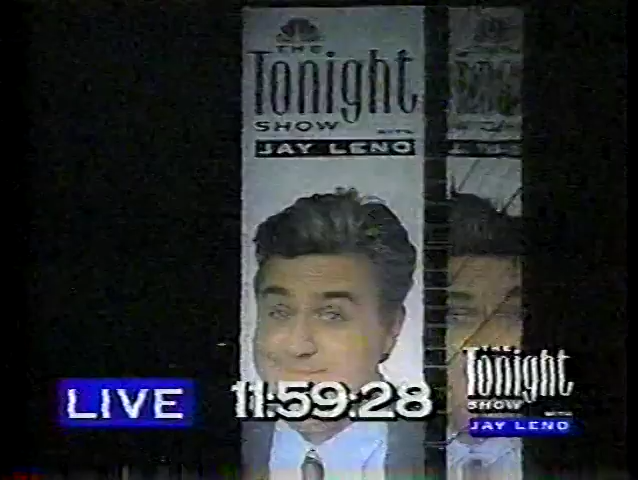 THE
Tonight
SHOW
WITH
JAY LENO
LIVE
11:59:28
THE
Tonight
SHOW
WITH
JAY LENO